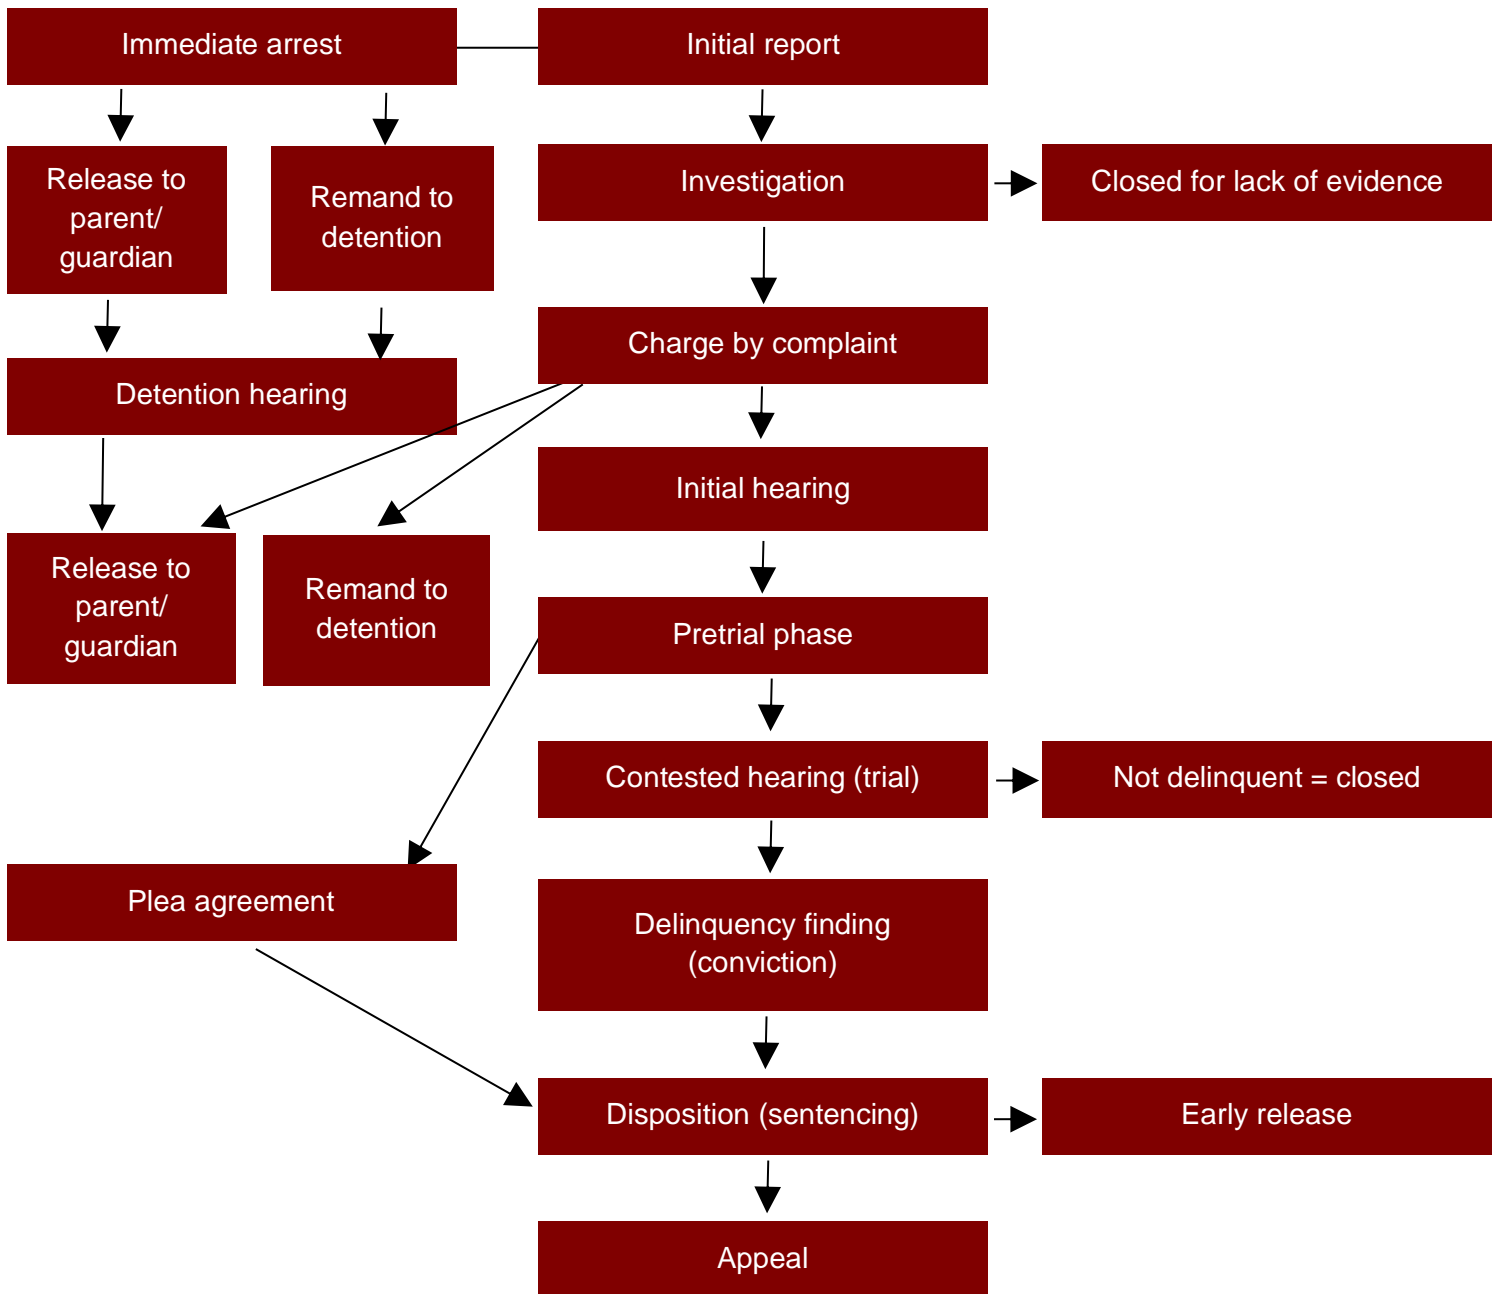 Immediate arrest
Initial report
Release to
parent/
guardian
Remand to
detention
Investigation
Closed for lack of evidence
Charge by complaint
Detention hearing
Initial hearing
Release to
parent/
guardian
Remand to
detention
Pretrial phase
Contested hearing (trial)
Not delinquent = closed
Plea agreement
Delinquency finding
(conviction)
Disposition (sentencing)
Early release
Appeal